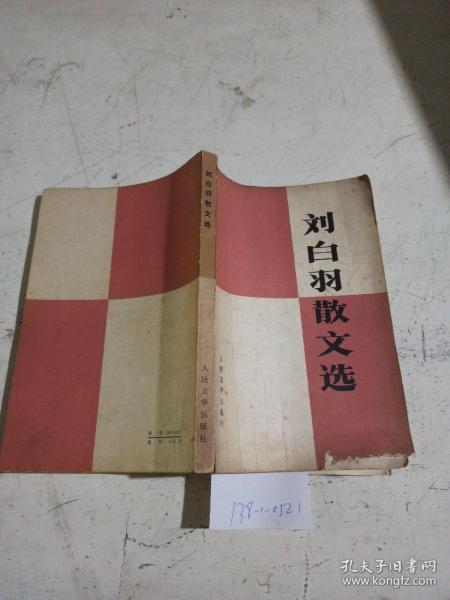 刘白羽散文选
人民文学出版社
刘白羽散文选
人民文学出版社
138-1-0521
孔夫子旧书网
www.kongfz.com